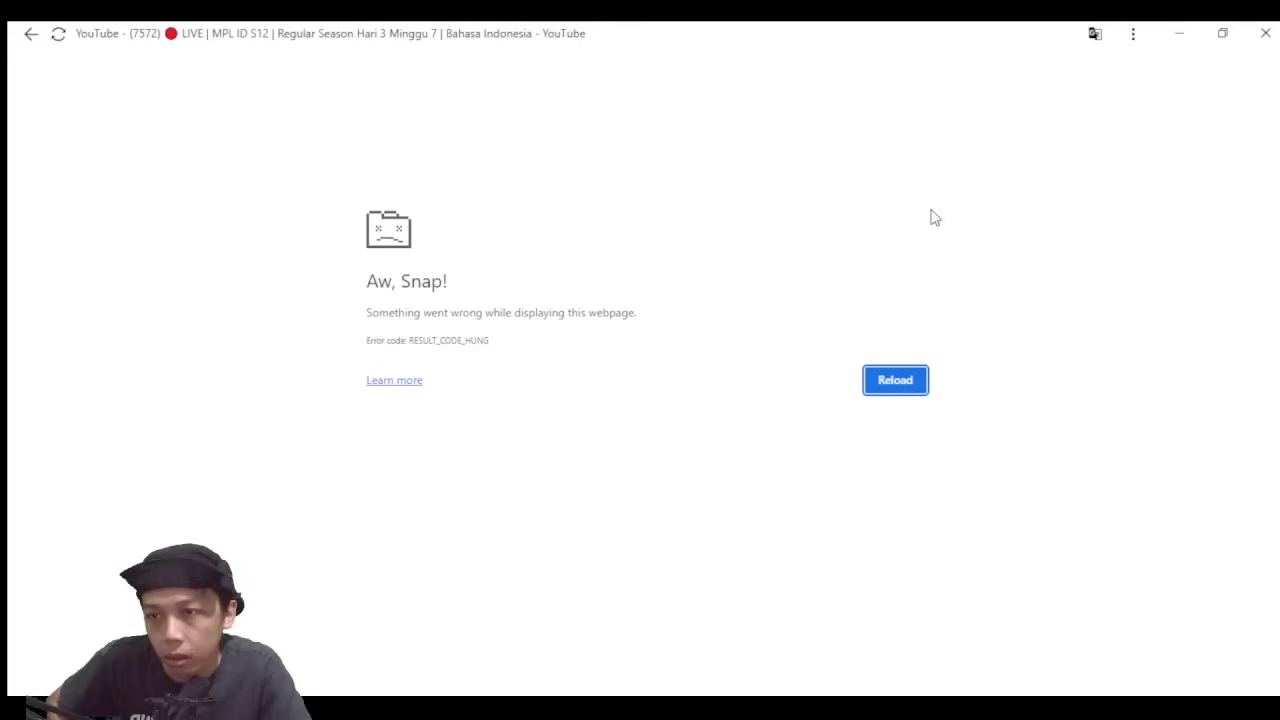 YouTube - (7572) 🔴 LIVE | MPL ID S12 | Regular Season Hari 3 Minggu 7 | Bahasa Indonesia - YouTube
Aw, Snap!
Something went wrong while displaying this webpage.
Error code: RESULT_CODE_HUNG
Learn more
Reload